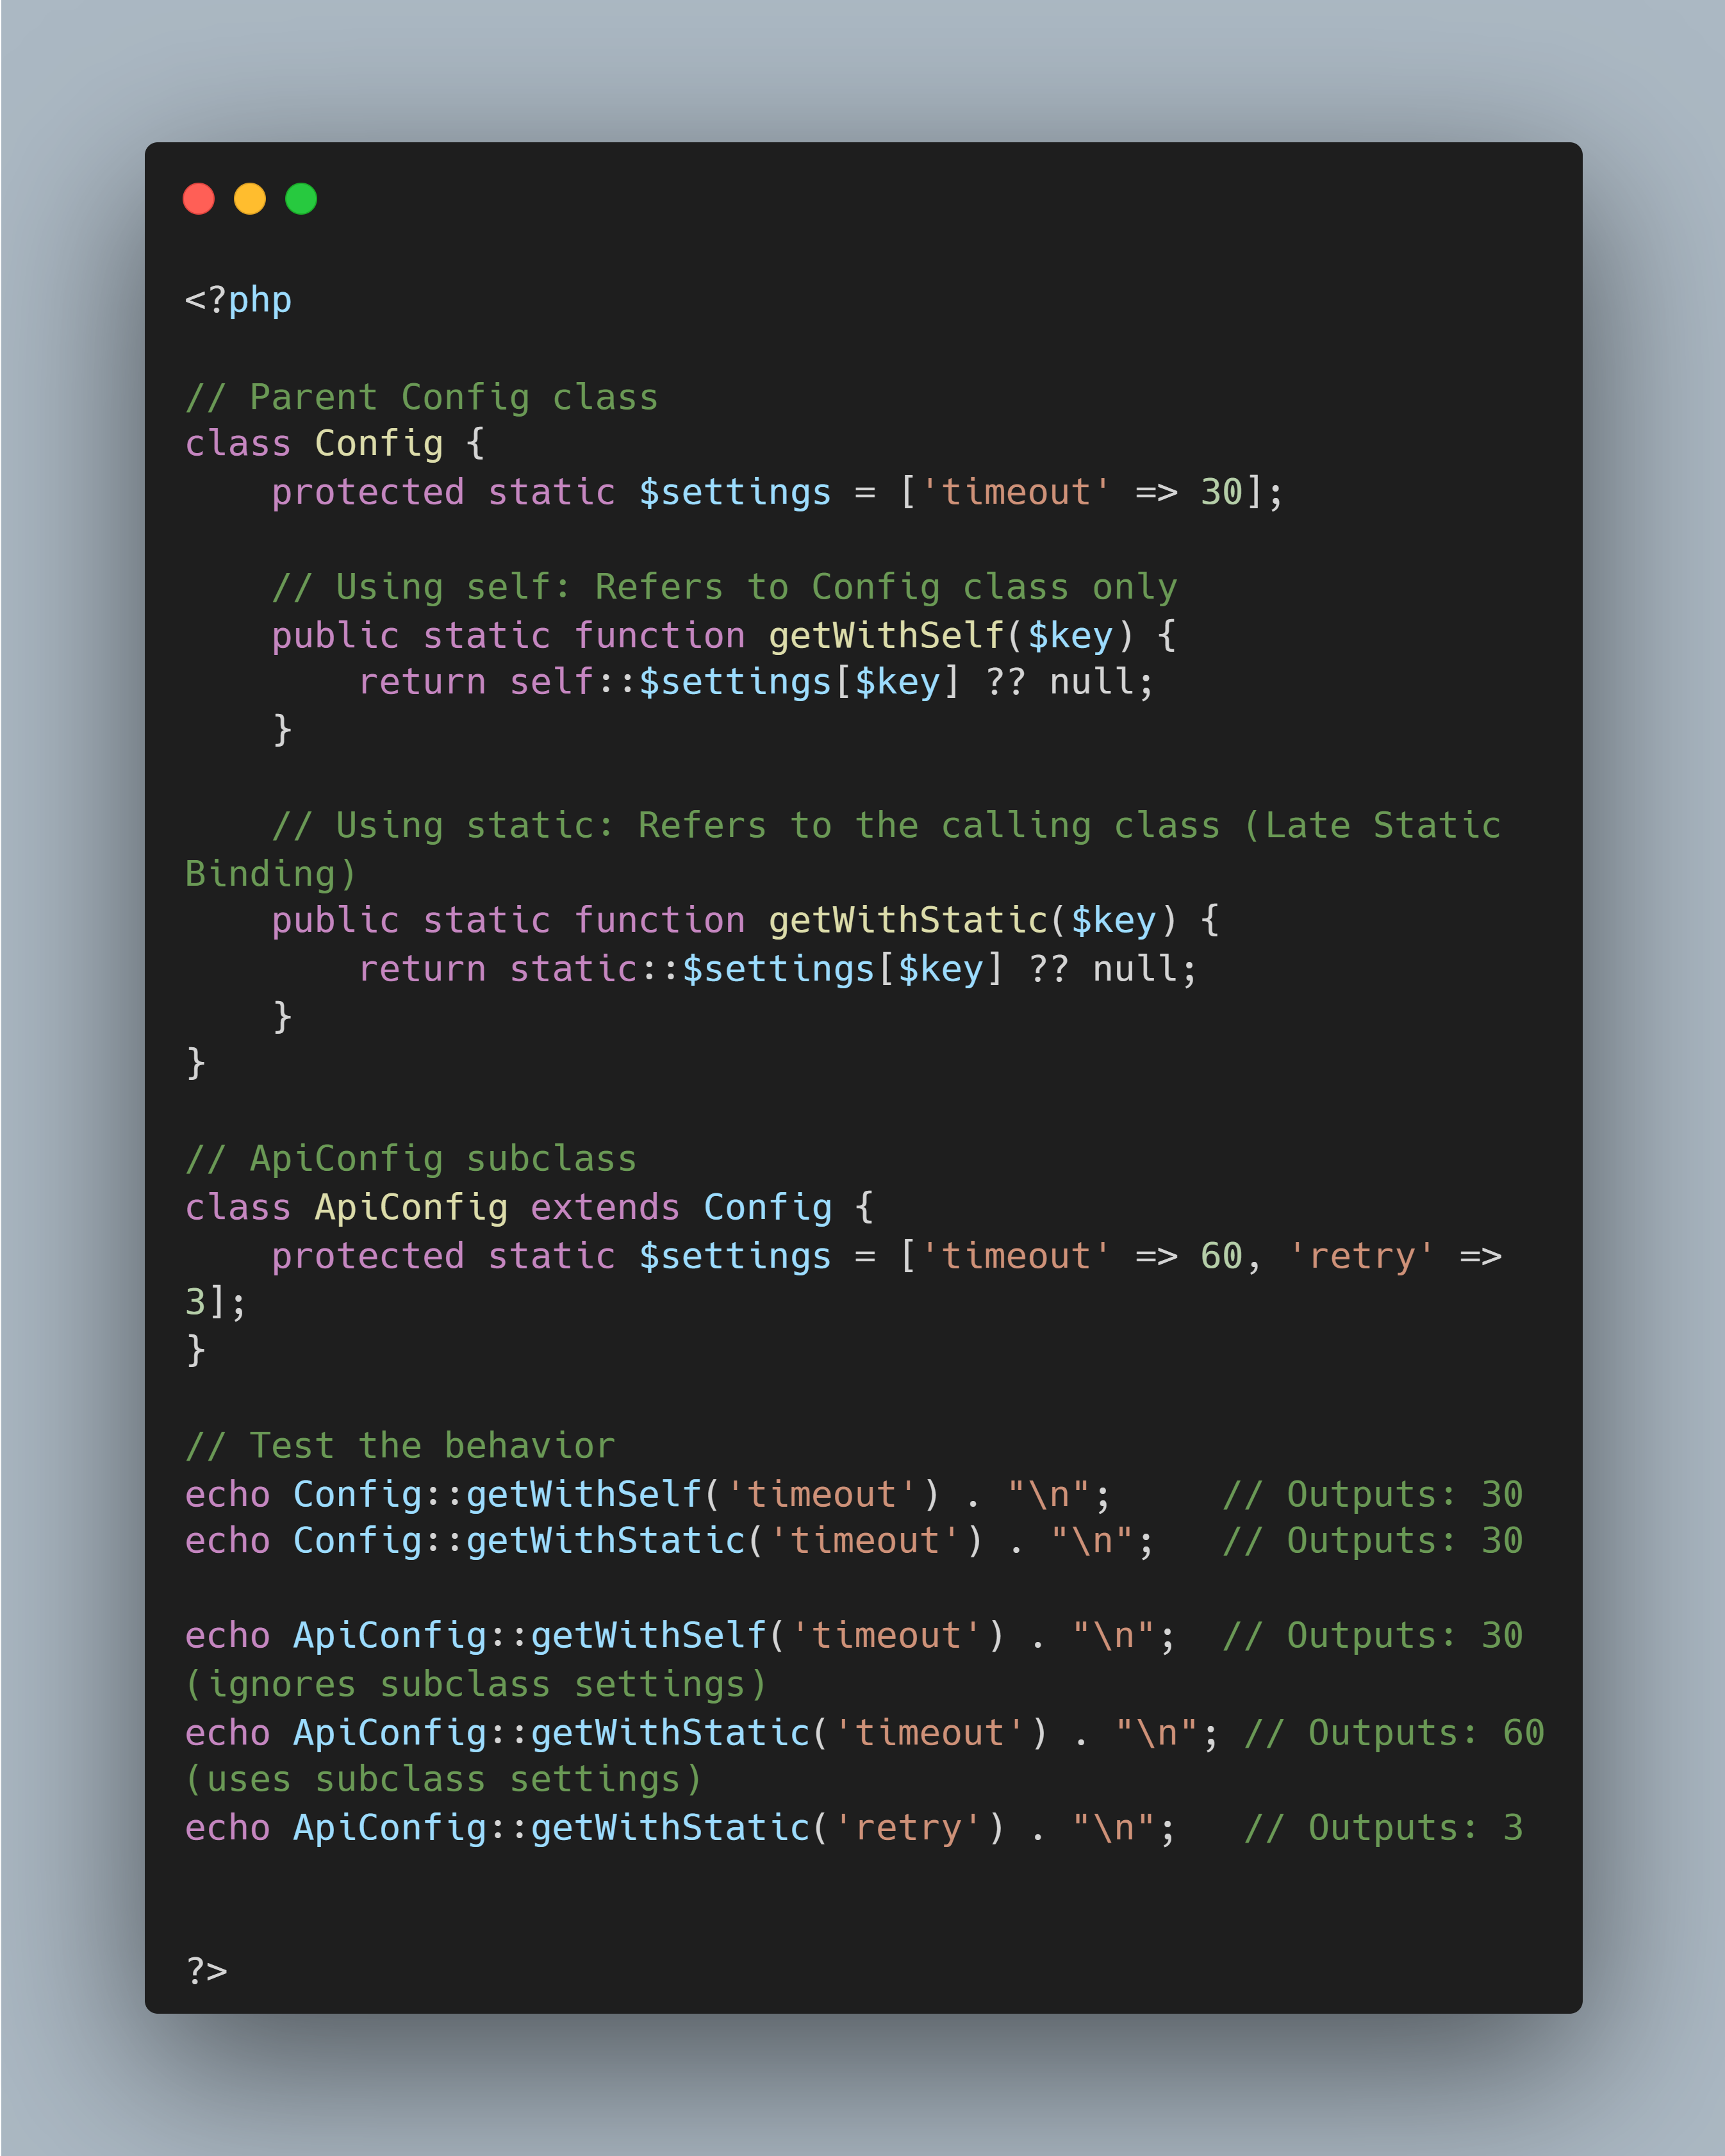 <?php

// Parent Config class
class Config {
    protected static $settings = ['timeout' => 30];

    // Using self: Refers to Config class only
    public static function getWithSelf($key) {
        return self::$settings[$key] ?? null;
    }

    // Using static: Refers to the calling class (Late Static
Binding)
    public static function getWithStatic($key) {
        return static::$settings[$key] ?? null;
    }
}

// ApiConfig subclass
class ApiConfig extends Config {
    protected static $settings = ['timeout' => 60, 'retry' =>
3];
}

// Test the behavior
echo Config::getWithSelf('timeout') . "\n";     // Outputs: 30
echo Config::getWithStatic('timeout') . "\n";   // Outputs: 30

echo ApiConfig::getWithSelf('timeout') . "\n";  // Outputs: 30
(ignores subclass settings)
echo ApiConfig::getWithStatic('timeout') . "\n"; // Outputs: 60
(uses subclass settings)
echo ApiConfig::getWithStatic('retry') . "\n";   // Outputs: 3

?>